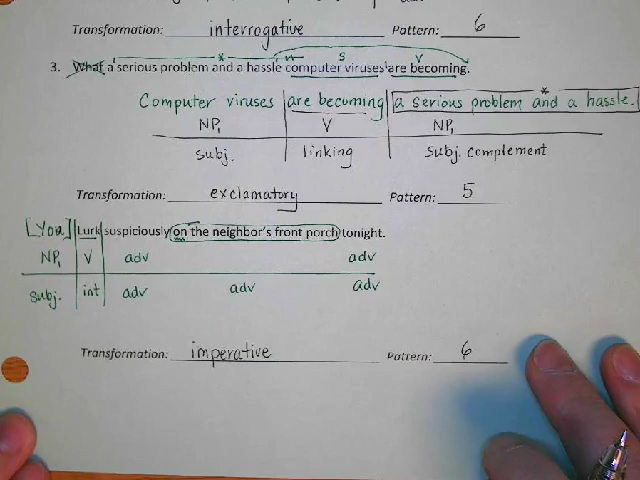 Transformation: interrogative Pattern: 6
3. What a serious problem and a hassle computer viruses are becoming.
* n S V
Computer viruses | are becoming | a serious problem and a hassle.
NP1 V NP1
subj. linking subj. complement
Transformation: exclamatory Pattern: 5
[You] Lurk suspiciously (on the neighbor's front porch) tonight.
NP1 V adv adv
subj. int adv adv adv
Transformation: imperative Pattern: 6